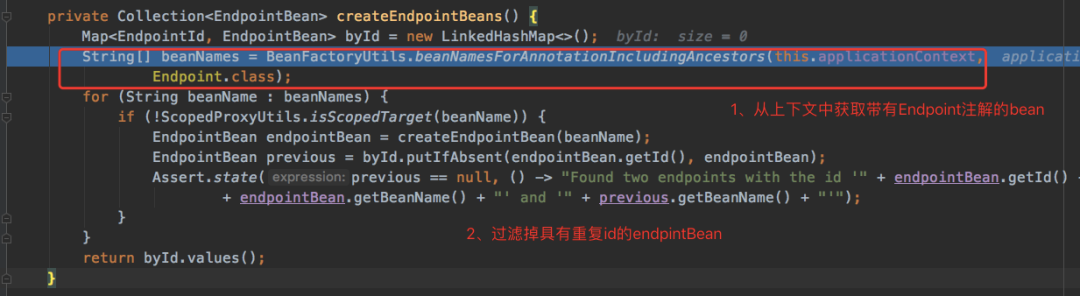 private Collection<EndpointBean> createEndpointBeans() {
Map<EndpointId, EndpointBean> byId = new LinkedHashMap<>(); byId: size = 0
String[] beanNames = BeanFactoryUtils.beanNamesForAnnotationIncludingAncestors(this.applicationContext, applicati
Endpoint.class);
for (String beanName : beanNames) {
1、从上下文中获取带有Endpoint注解的bean
if (!ScopedProxyUtils.isScopedTarget(beanName)) {
EndpointBean endpointBean = createEndpointBean(beanName);
EndpointBean previous = byId.putIfAbsent(endpointBean.getId(), endpointBean);
Assert.state( expression: previous == null, () -> "Found two endpoints with the id '" + endpointBean.getId() +
+ endpointBean.getBeanName() + "' and '" + previous.getBeanName() + "'");
}
2、过滤掉具有重复id的endpintBean
}
return byId.values();
}